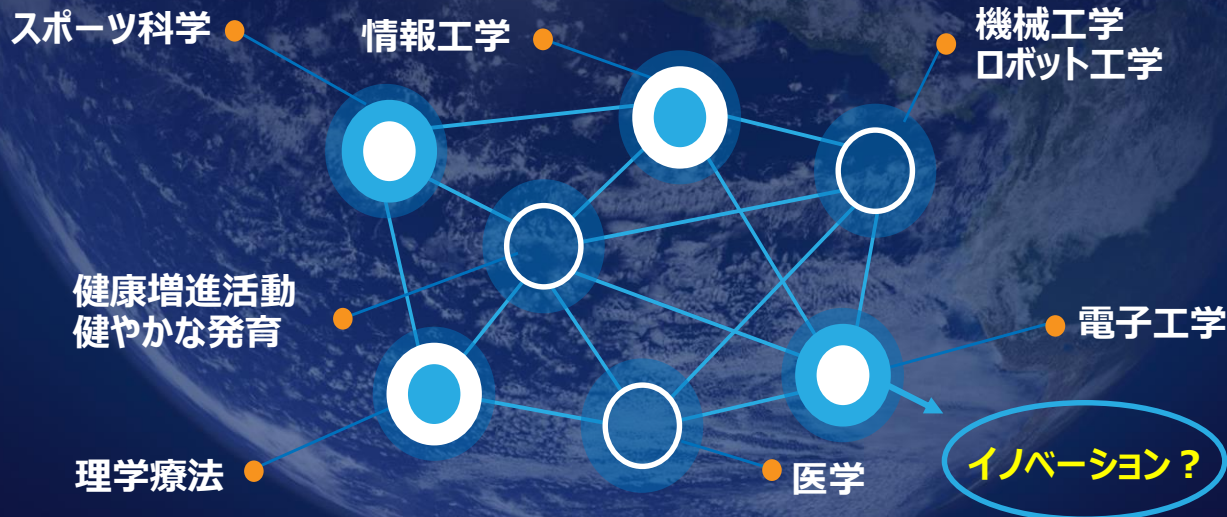 スポーツ科学
情報工学
機械工学
ロボット工学
健康増進活動
健やかな発育
電子工学
理学療法
医学
イノベーション？